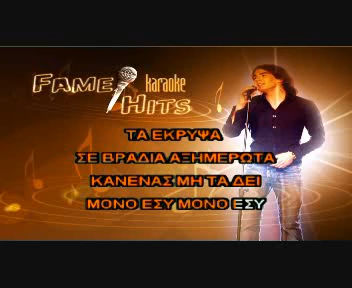 FAME karaoke
HITS
ΤΑ ΕΚΡΥΨΑ
ΣΕ ΒΡΑΔΙΑ ΑΞΗΜΕΡΩΤΑ
ΚΑΝΕΝΑΣ ΜΗ ΤΑ ΔΕΙ
ΜΟΝΟ ΕΣΥ ΜΟΝΟ ΕΣΥ